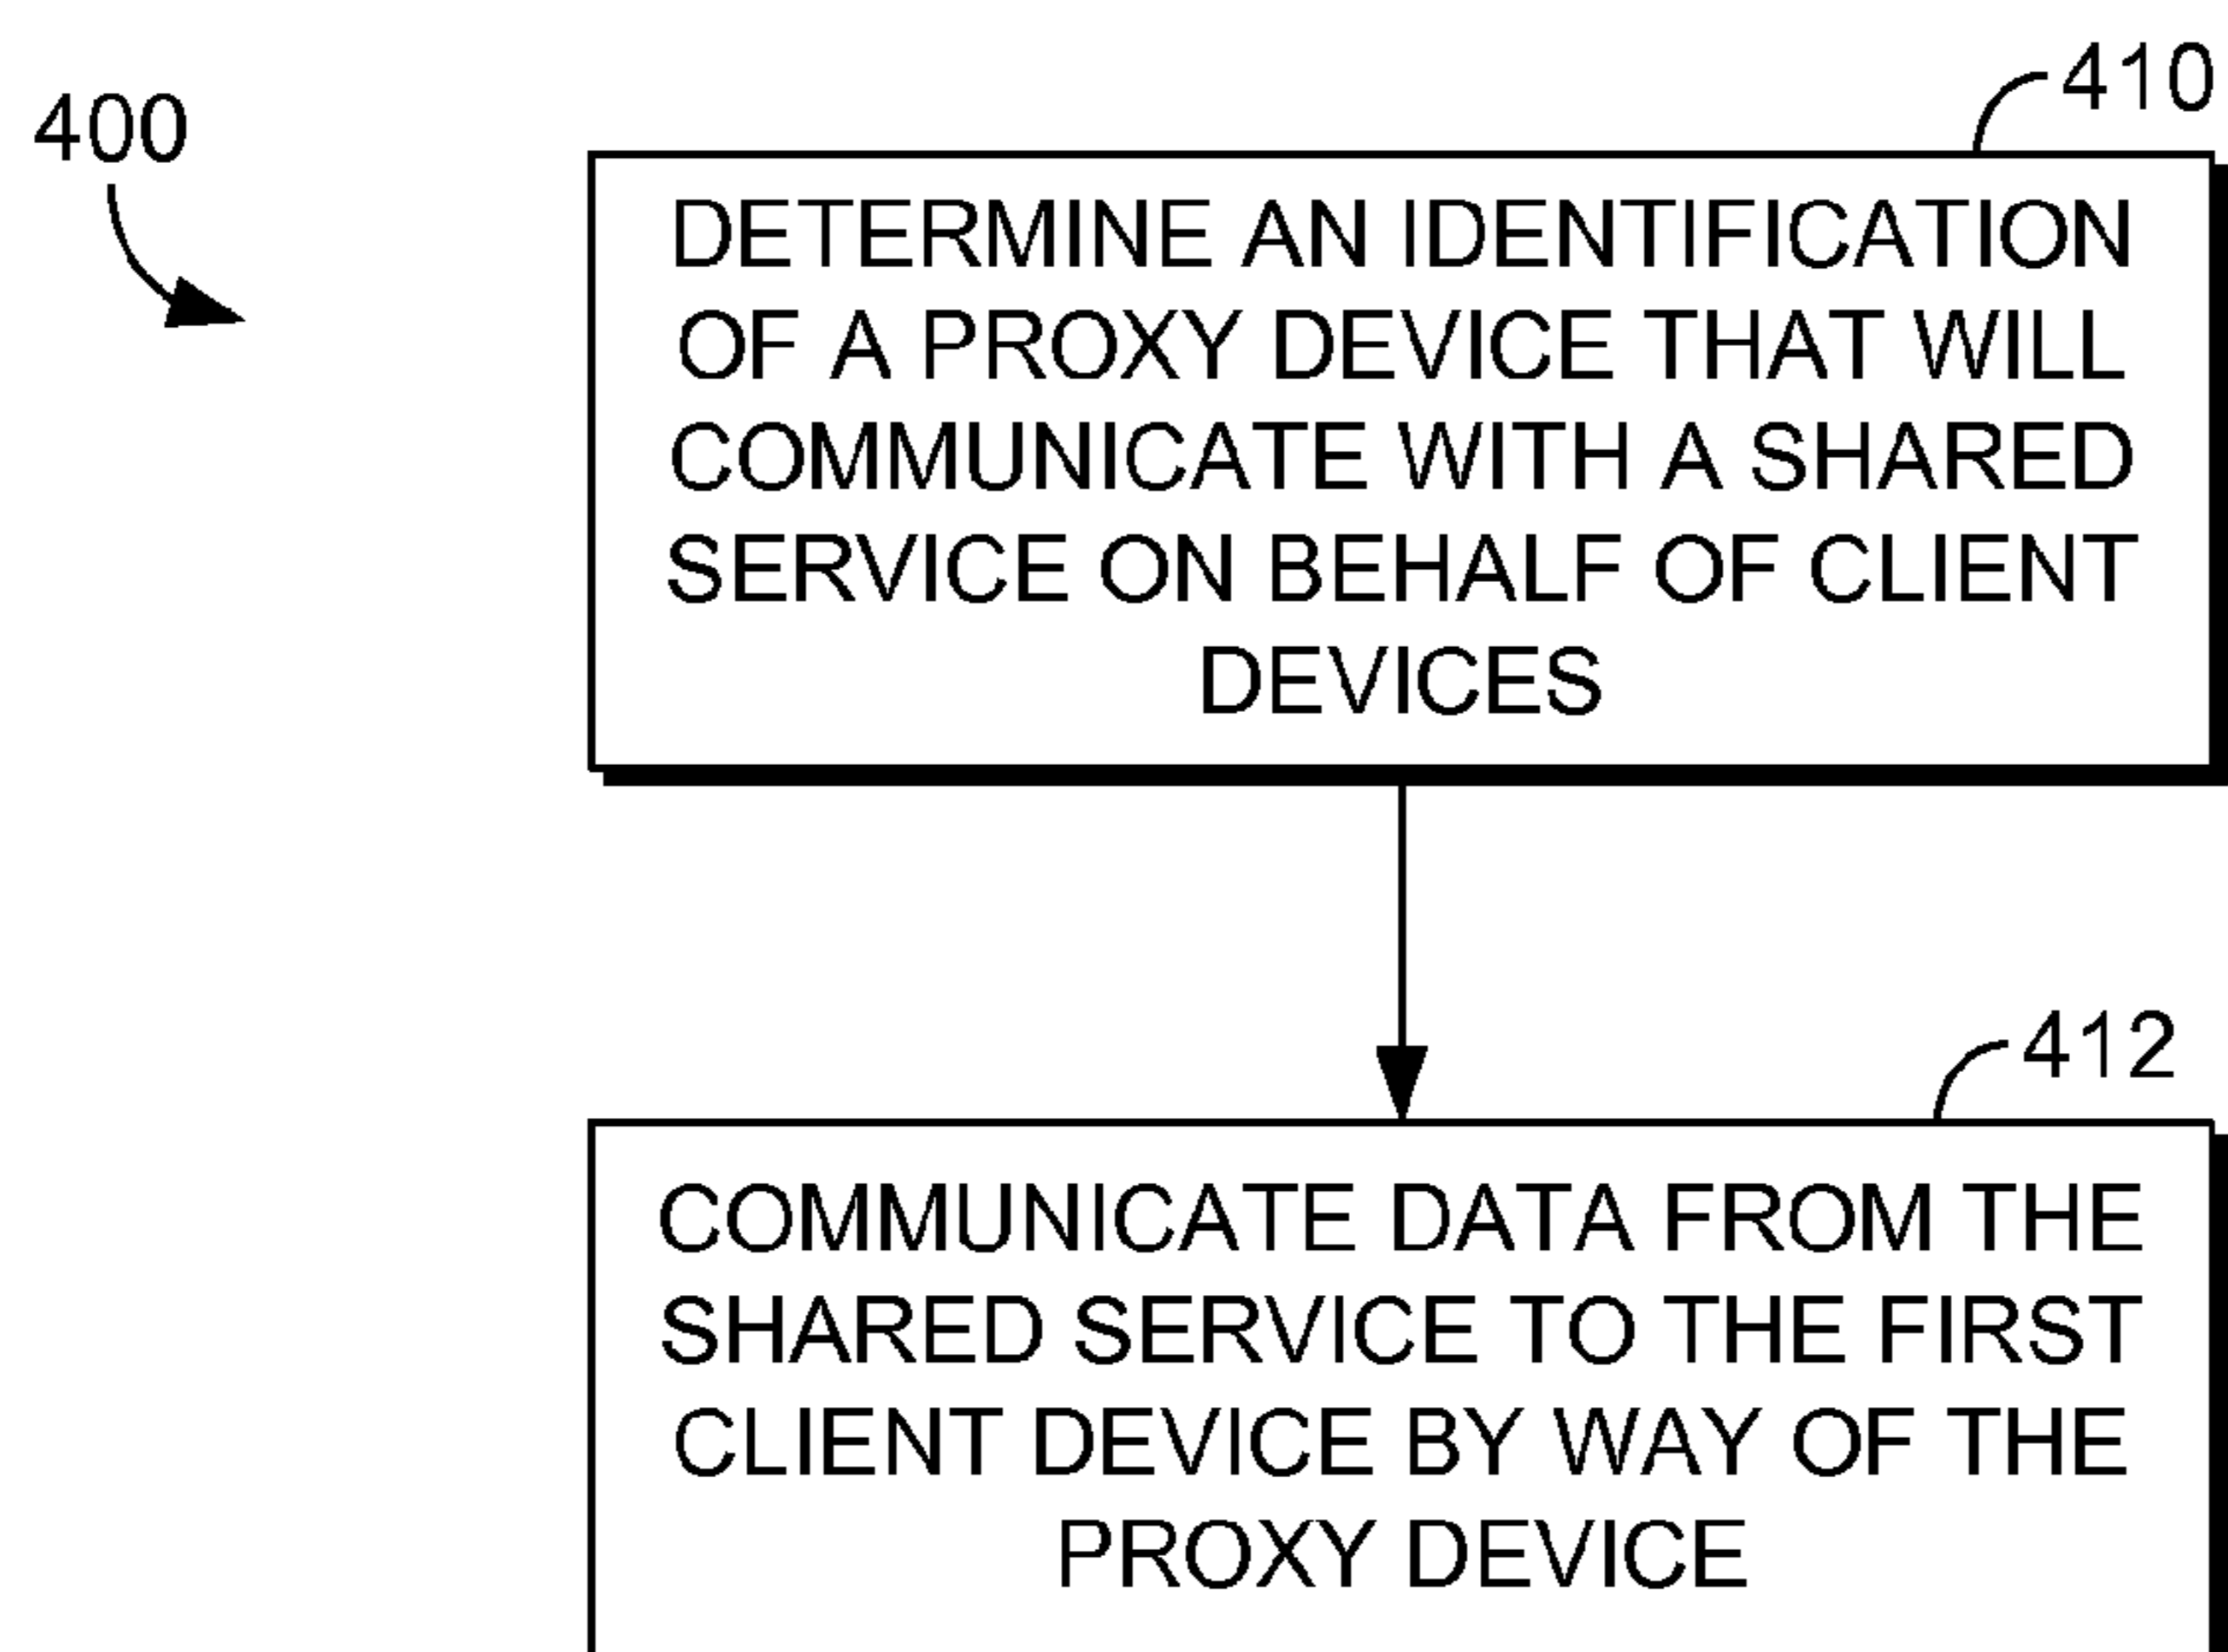 400
410
DETERMINE AN IDENTIFICATION
OF A PROXY DEVICE THAT WILL
COMMUNICATE WITH A SHARED
SERVICE ON BEHALF OF CLIENT
DEVICES
412
COMMUNICATE DATA FROM THE
SHARED SERVICE TO THE FIRST
CLIENT DEVICE BY WAY OF THE
PROXY DEVICE